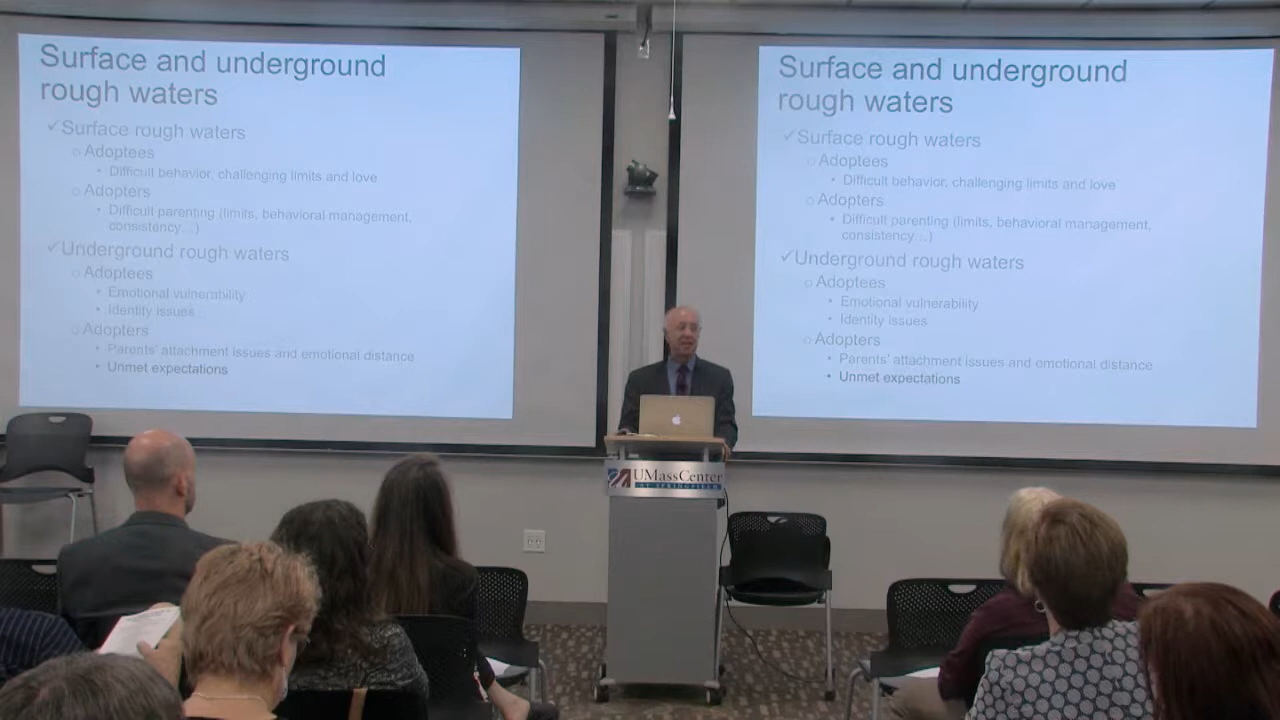 Surface and underground
rough waters
✓Surface rough waters
○ Adoptees
• Difficult behavior, challenging limits and love
○ Adopters
• Difficult parenting (limits, behavioral management,
consistency…)
✓Underground rough waters
○ Adoptees
• Emotional vulnerability
• Identity issues
○ Adopters
• Parents' attachment issues and emotional distance
• Unmet expectations
Surface and underground
rough waters
✓Surface rough waters
○ Adoptees
• Difficult behavior, challenging limits and love
○ Adopters
• Difficult parenting (limits, behavioral management,
consistency…)
✓Underground rough waters
○ Adoptees
• Emotional vulnerability
• Identity issues
○ Adopters
• Parents' attachment issues and emotional distance
• Unmet expectations
UMassCenter
AT SPRINGFIELD